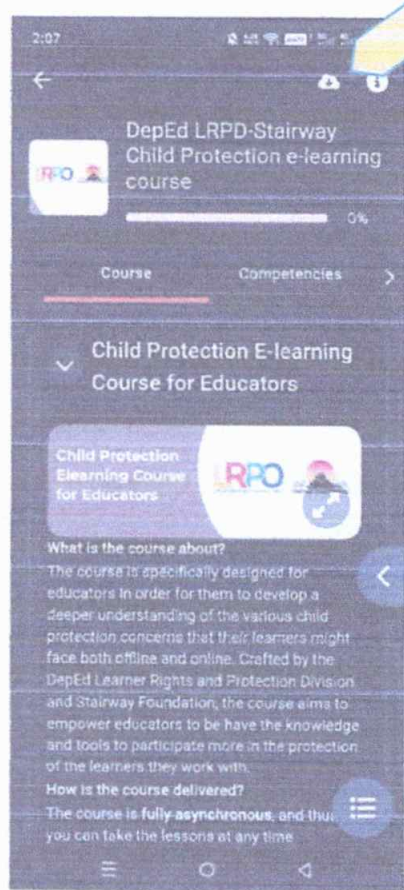 2:07
DepEd LRPD-Stairway
Child Protection e-learning
course
0%
Course
Competencies
Child Protection E-learning
Course for Educators
Child Protection
Elearning Course
for Educators
RPO
What is the course about?
The course is specifically designed for
educators in order for them to develop a
deeper understanding of the various child
protection concerns that their learners might
face both offline and online. Crafted by the
DepEd Learner Rights and Protection Division
and Stairway Foundation, the course aims to
empower educators to be have the knowledge
and tools to participate more in the protection
of the learners they work with.
How is the course delivered?
The course is fully asynchronous, and thus
you can take the lessons at any time